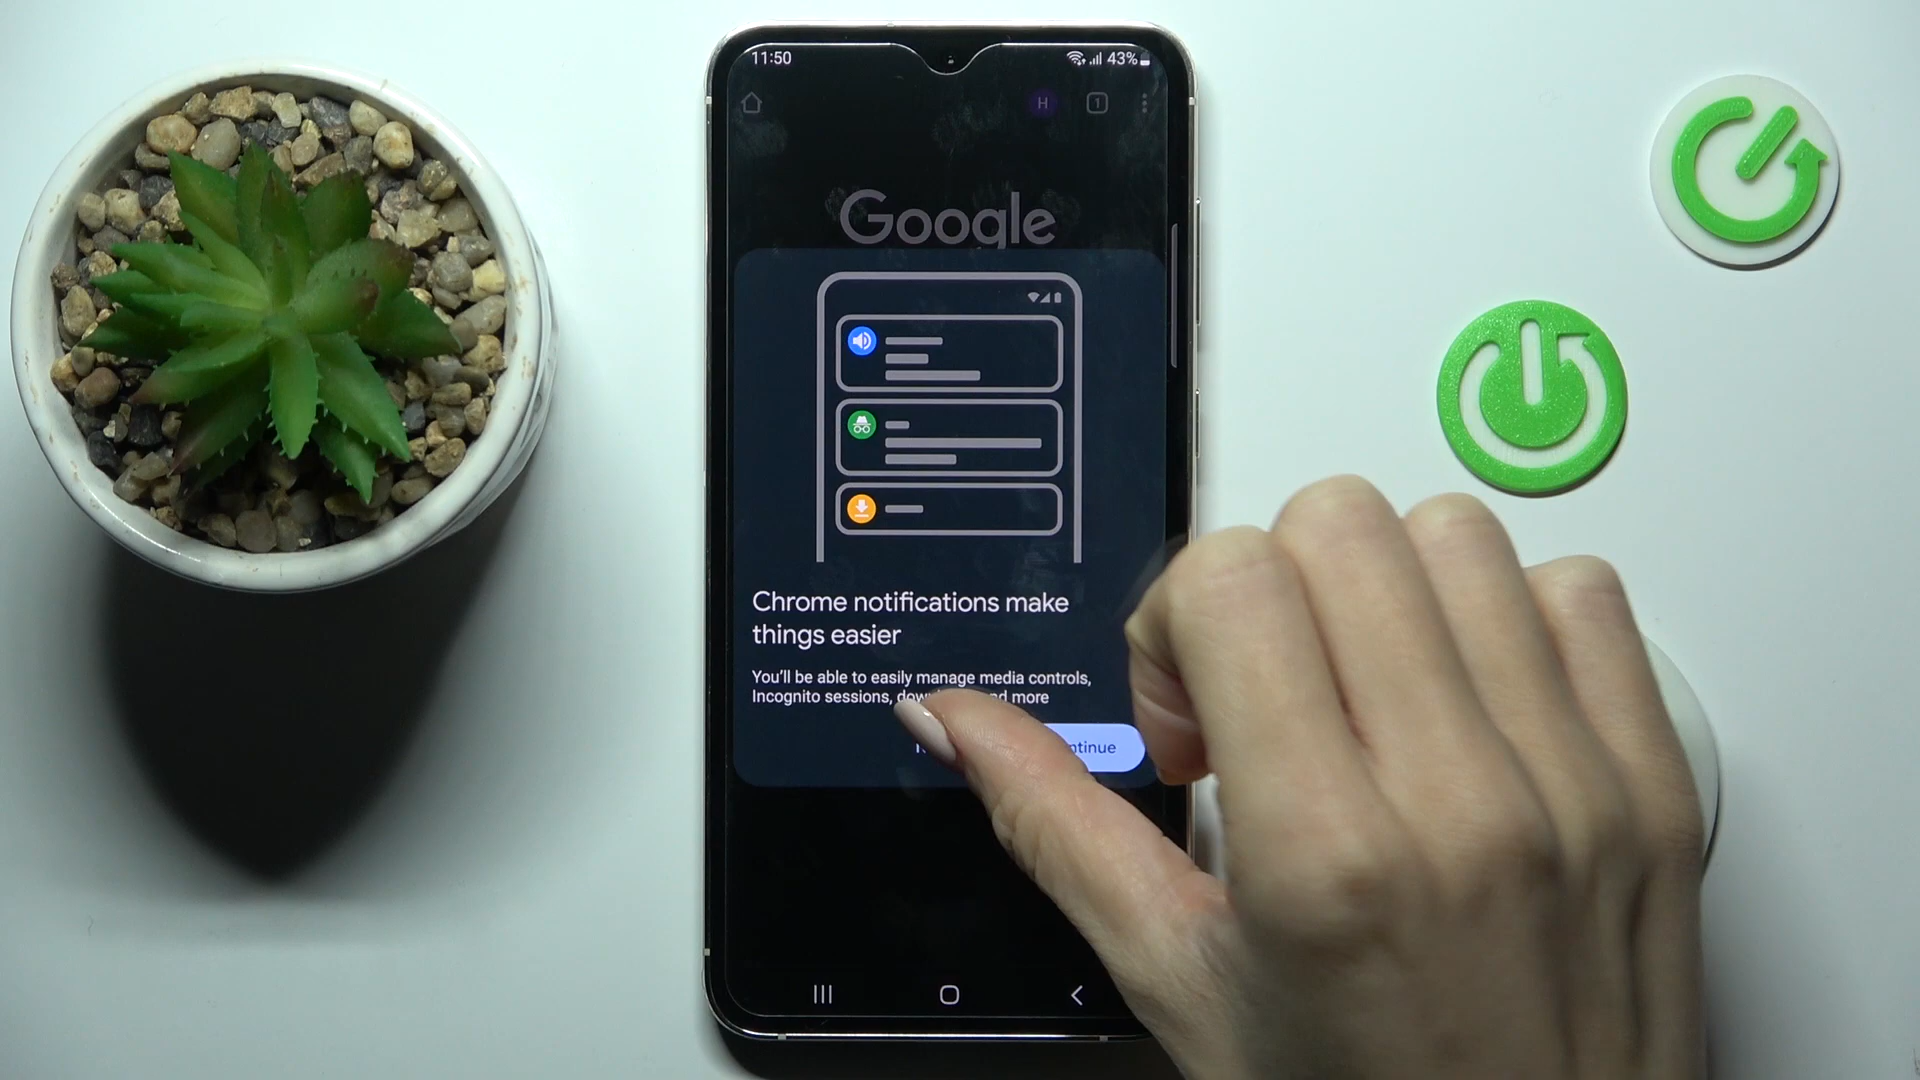 11:50
43%
H
1
Google
Chrome notifications make
things easier
You'll be able to easily manage media controls,
Incognito sessions, more